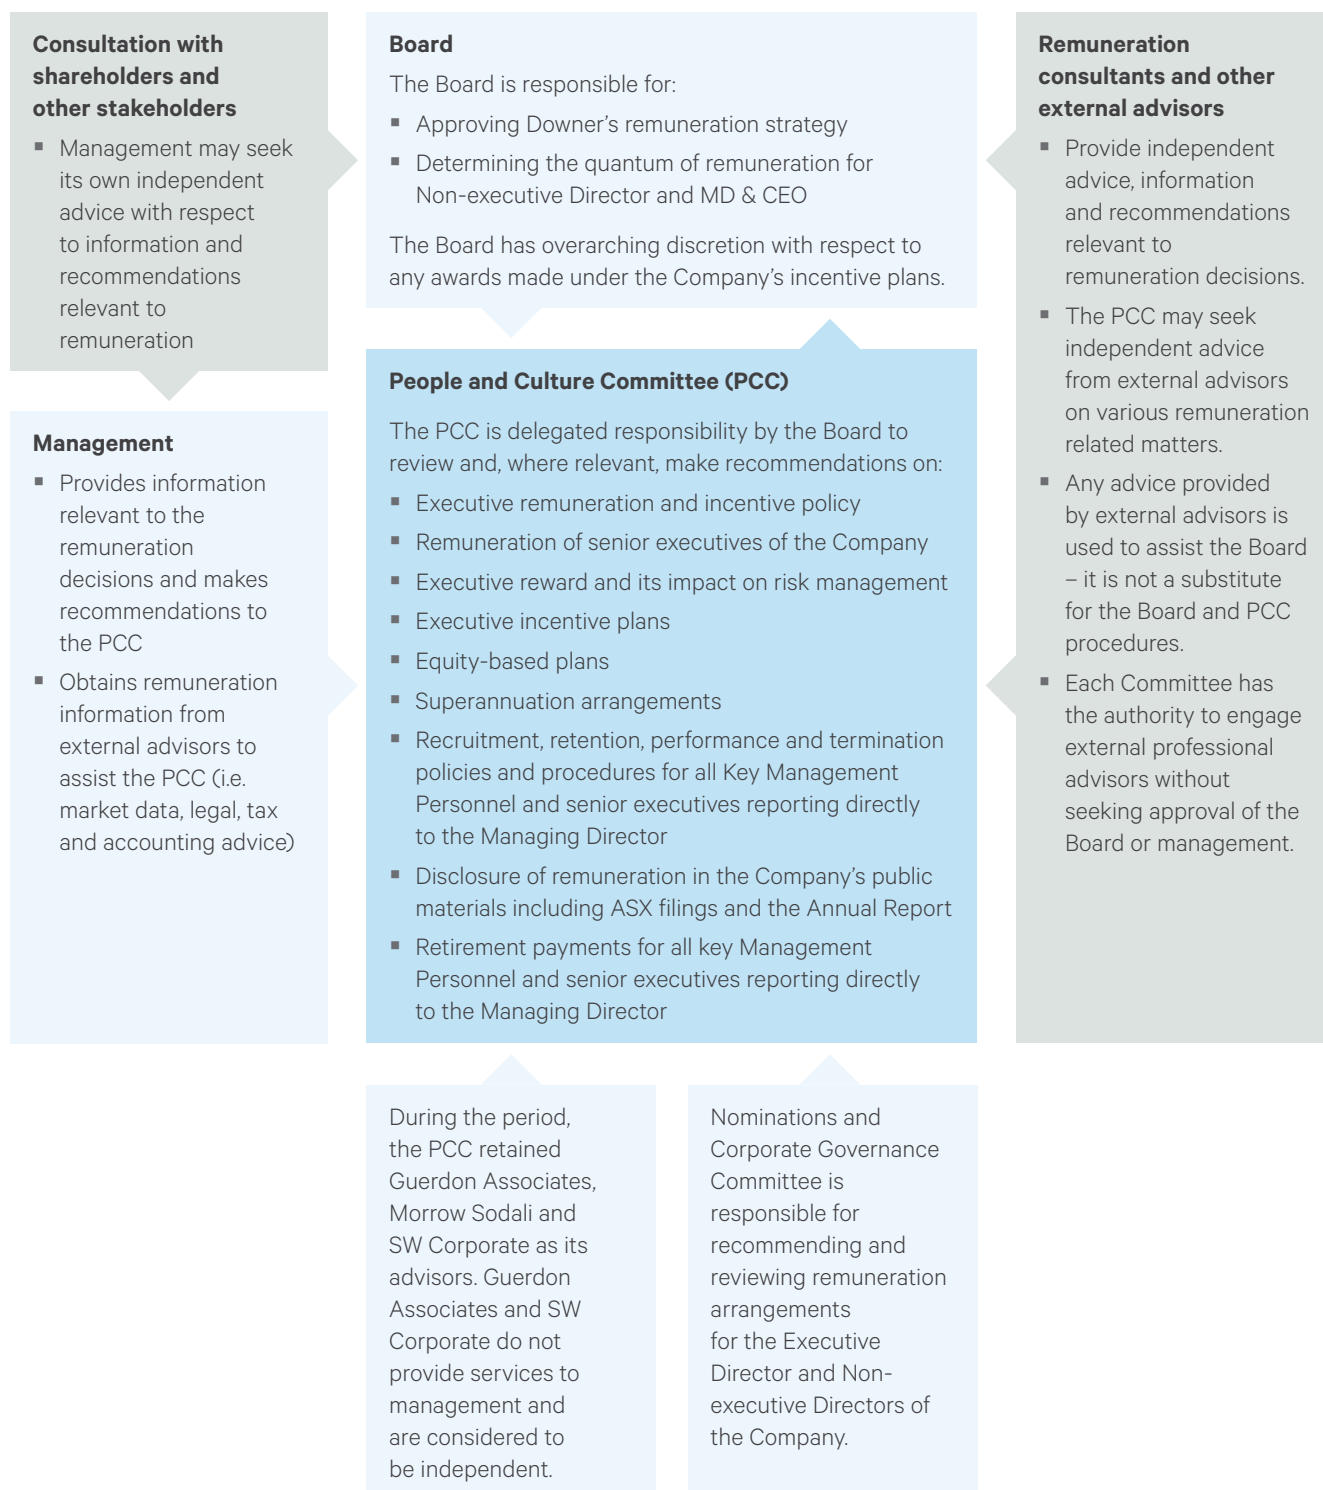 Consultation with
shareholders and
other stakeholders
▪ Management may seek
its own independent
advice with respect
to information and
recommendations
relevant to
remuneration
Management
▪ Provides information
relevant to the
remuneration
decisions and makes
recommendations to
the PCC
▪ Obtains remuneration
information from
external advisors to
assist the PCC (i.e.
market data, legal, tax
and accounting advice)
Board
The Board is responsible for:
▪ Approving Downer’s remuneration strategy
▪ Determining the quantum of remuneration for
Non-executive Director and MD & CEO
The Board has overarching discretion with respect to
any awards made under the Company’s incentive plans.
People and Culture Committee (PCC)
The PCC is delegated responsibility by the Board to
review and, where relevant, make recommendations on:
▪ Executive remuneration and incentive policy
▪ Remuneration of senior executives of the Company
▪ Executive reward and its impact on risk management
▪ Executive incentive plans
▪ Equity-based plans
▪ Superannuation arrangements
▪ Recruitment, retention, performance and termination
policies and procedures for all Key Management
Personnel and senior executives reporting directly
to the Managing Director
▪ Disclosure of remuneration in the Company’s public
materials including ASX filings and the Annual Report
▪ Retirement payments for all key Management
Personnel and senior executives reporting directly
to the Managing Director
During the period,
the PCC retained
Guerdon Associates,
Morrow Sodali and
SW Corporate as its
advisors. Guerdon
Associates and SW
Corporate do not
provide services to
management and
are considered to
be independent.
Nominations and
Corporate Governance
Committee is
responsible for
recommending and
reviewing remuneration
arrangements
for the Executive
Director and Non-
executive Directors of
the Company.
Remuneration
consultants and other
external advisors
▪ Provide independent
advice, information
and recommendations
relevant to
remuneration decisions.
▪ The PCC may seek
independent advice
from external advisors
on various remuneration
related matters.
▪ Any advice provided
by external advisors is
used to assist the Board
– it is not a substitute
for the Board and PCC
procedures.
▪ Each Committee has
the authority to engage
external professional
advisors without
seeking approval of the
Board or management.